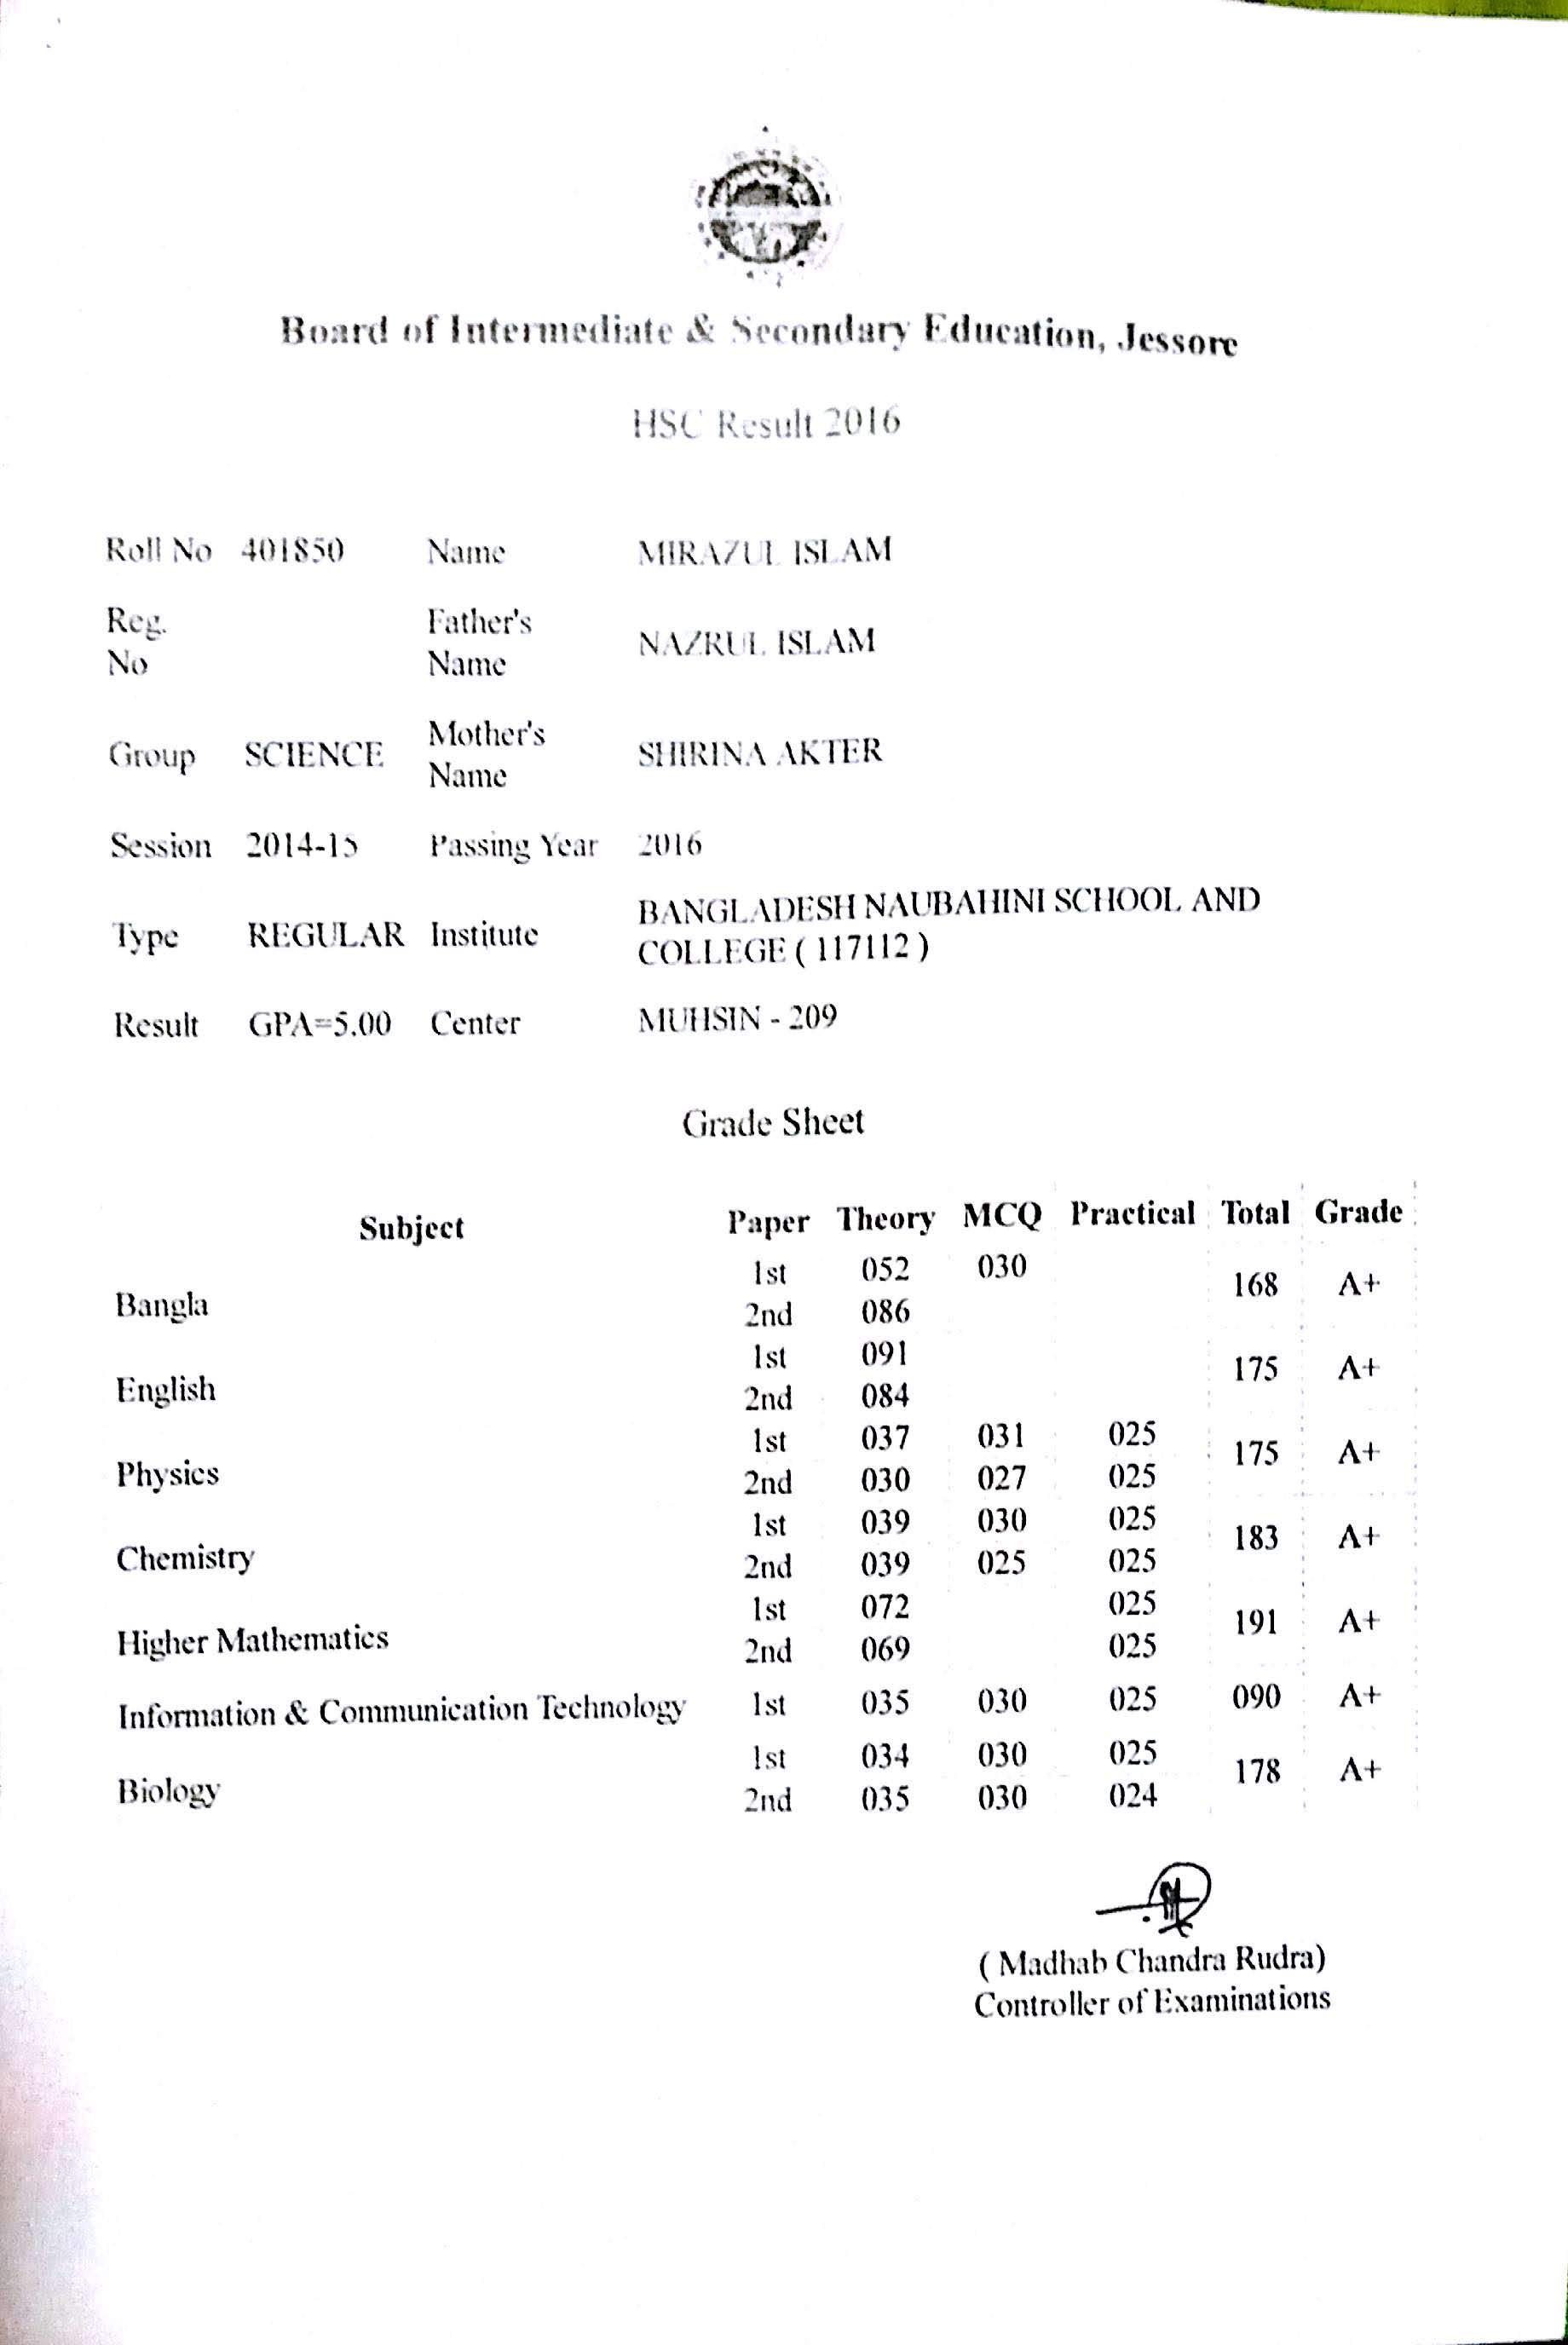 Board of Intermediate & Secondary Education, Jessore
HSC Result 2016
Roll No 401850 Name MIRAZUL ISLAM
Reg. No Father's Name NAZRUL ISLAM
Group SCIENCE Mother's Name SHIRINA AKTER
Session 2014-15 Passing Year 2016
Type REGULAR Institute BANGLADESH NAUBAHINI SCHOOL AND
COLLEGE ( 117112 )
Result GPA=5.00 Center MUHSIN - 209
Grade Sheet
Subject Paper Theory MCQ Practical Total Grade
Bangla 1st 052 030 168 A+
2nd 086
English 1st 091 175 A+
2nd 084
Physics 1st 037 031 025 175 A+
2nd 030 027 025
Chemistry 1st 039 030 025 183 A+
2nd 039 025 025
Higher Mathematics 1st 072 025 191 A+
2nd 069 025
Information & Communication Technology 1st 035 030 025 090 A+
Biology 1st 034 030 025 178 A+
2nd 035 030 024
( Madhab Chandra Rudra)
Controller of Examinations